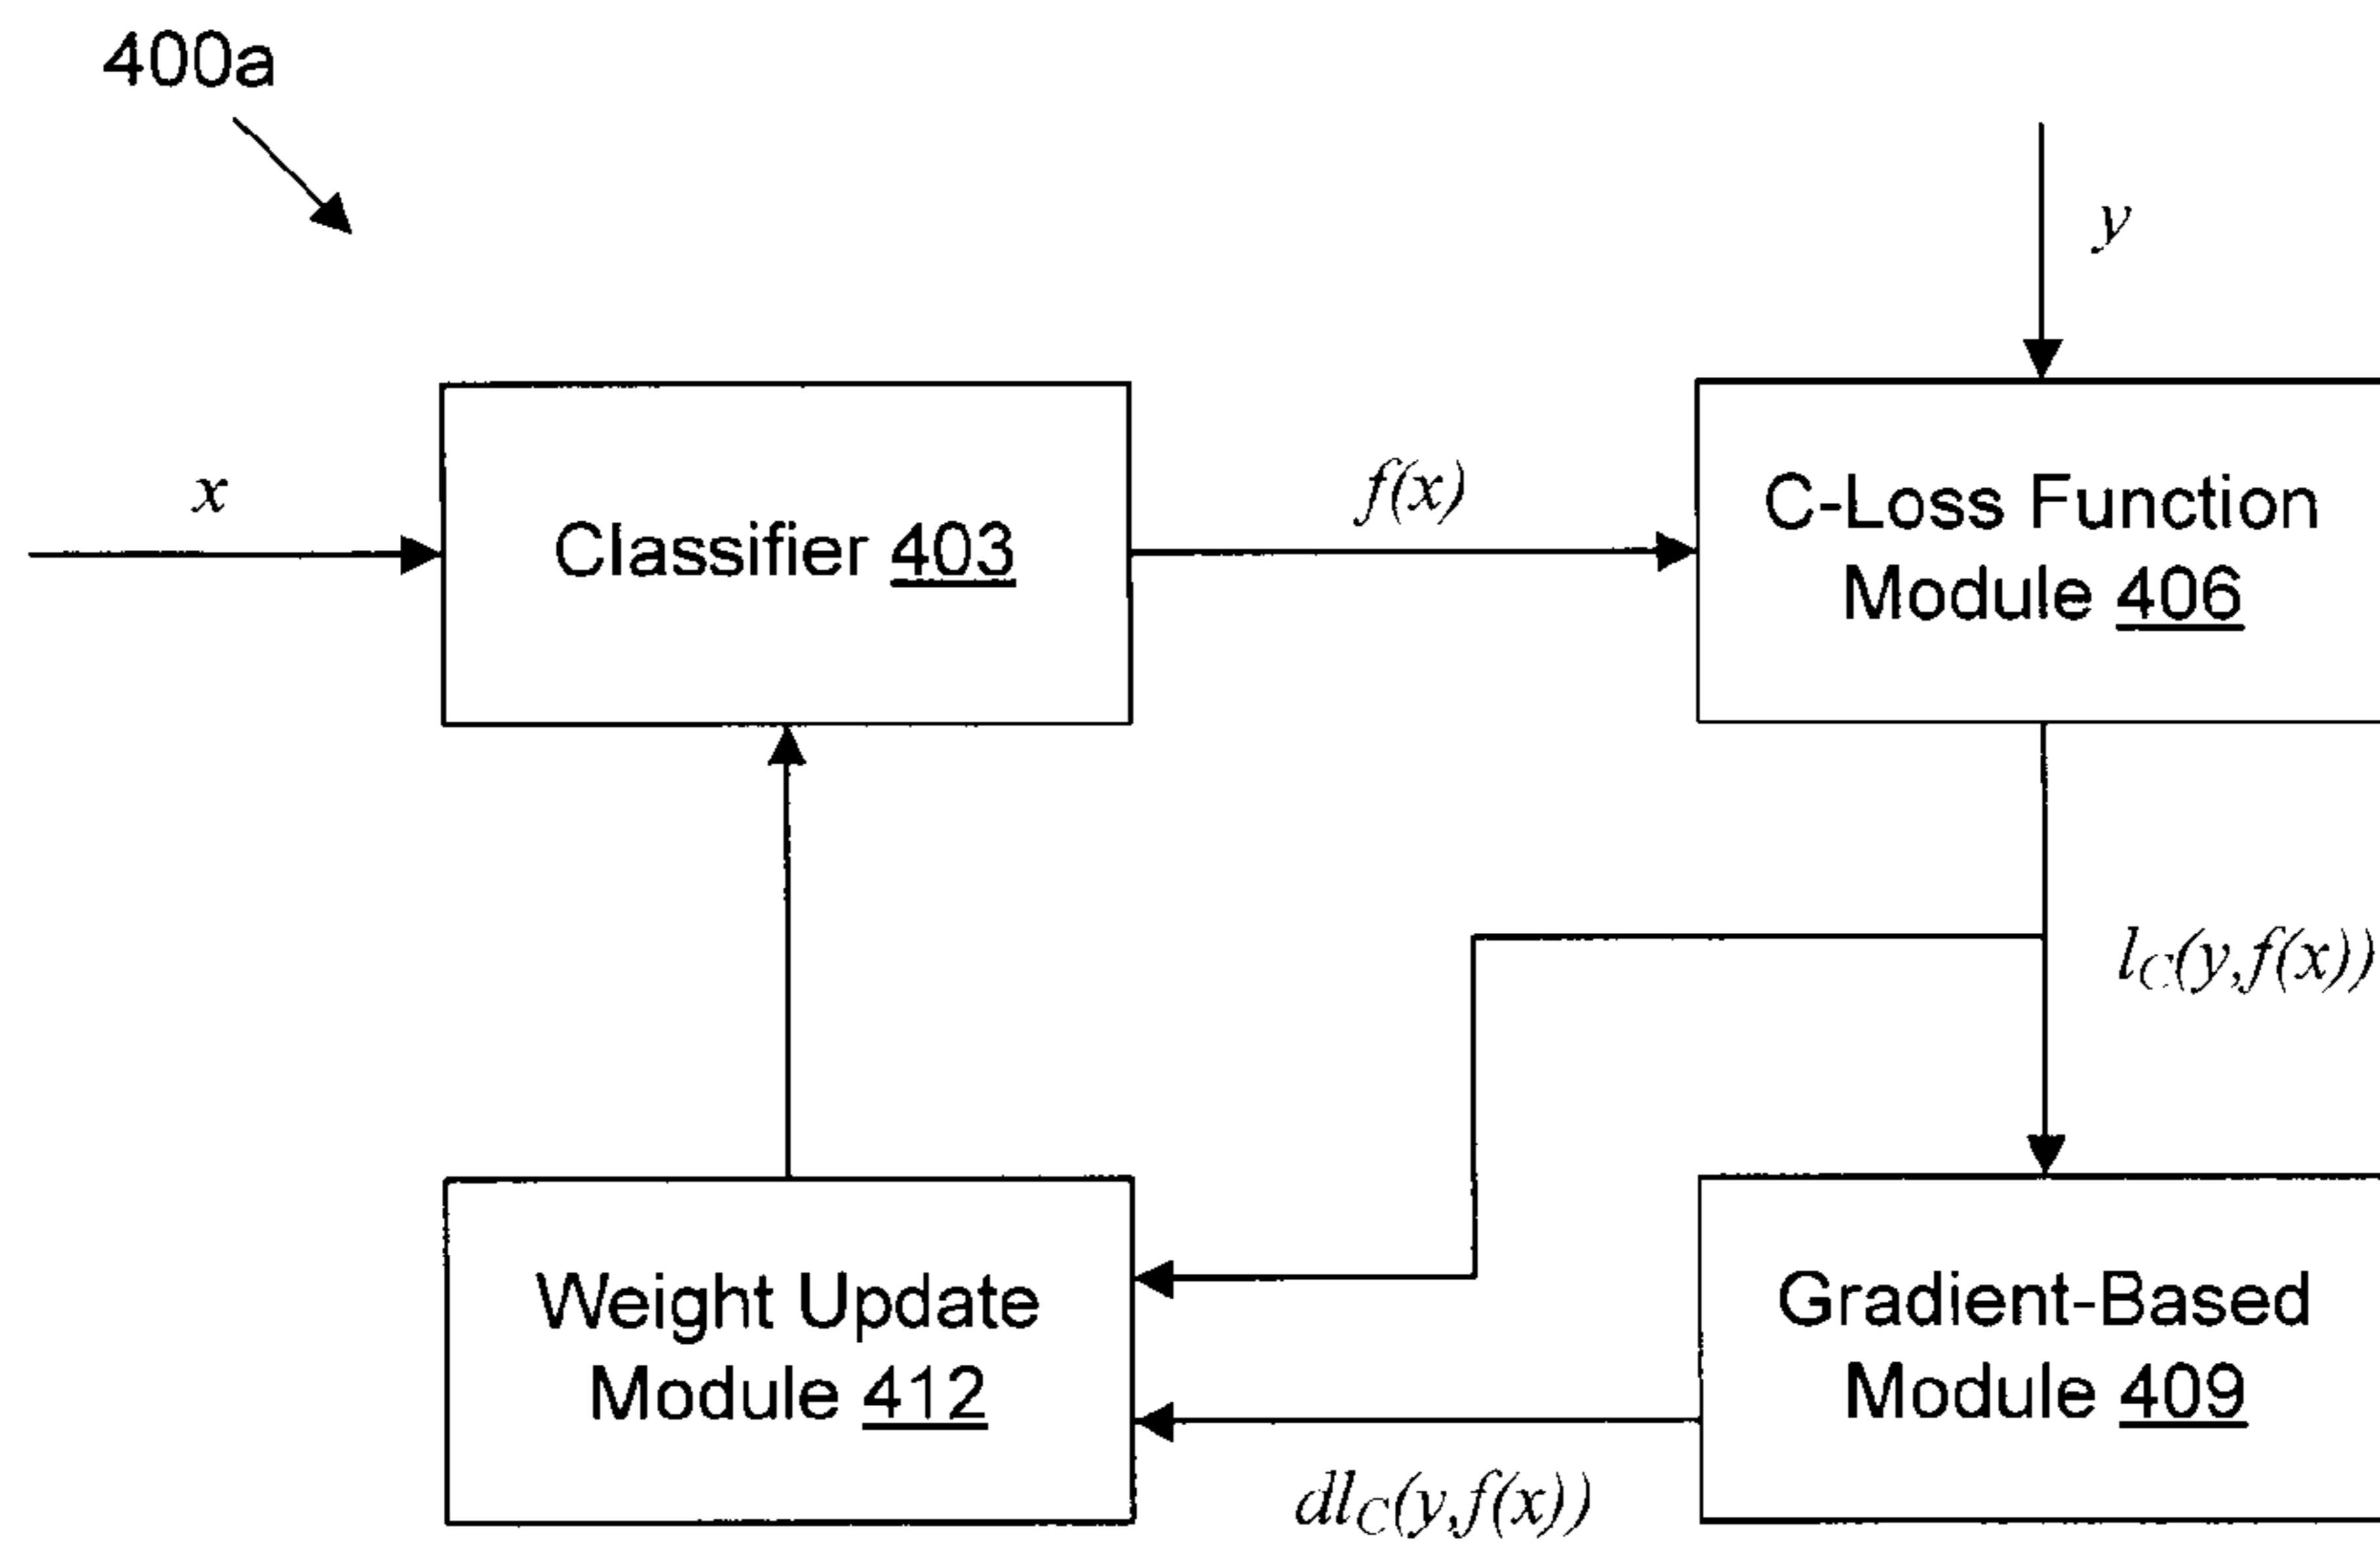 400a
y
x
Classifier 403
f(x)
C-Loss Function
Module 406
lC(y,f(x))
Weight Update
Module 412
Gradient-Based
Module 409
dlC(y,f(x))